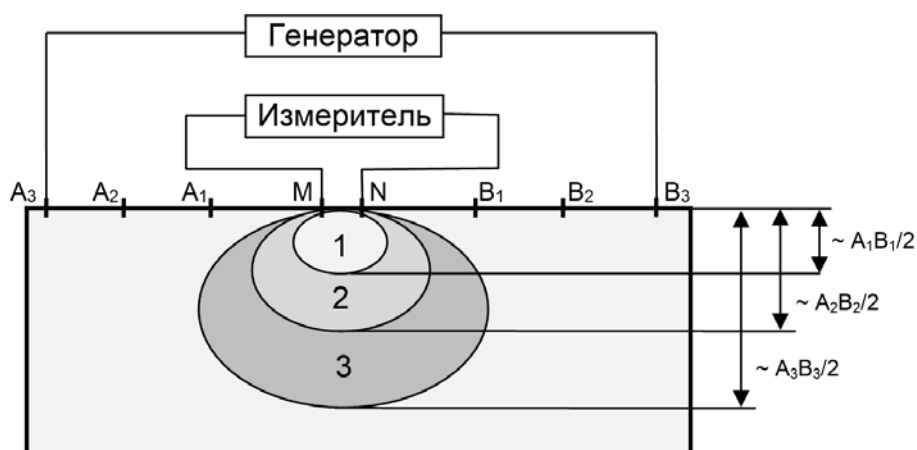 Генератор
Измеритель
A₃ A₂ A₁ M N B₁ B₂ B₃
1
~ A₁B₁/2
2
~ A₂B₂/2
3
~ A₃B₃/2